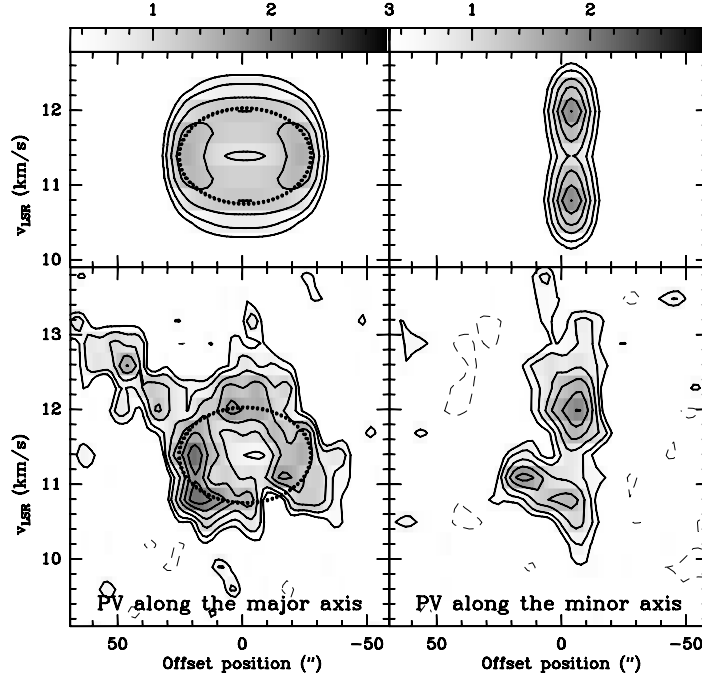 1 2 3 1 2
12
11
10
v_LSR (km/s)
13
12
11
10
v_LSR (km/s)
PV along the major axis PV along the minor axis
50 0 −50 50 0 −50
Offset position (") Offset position (")